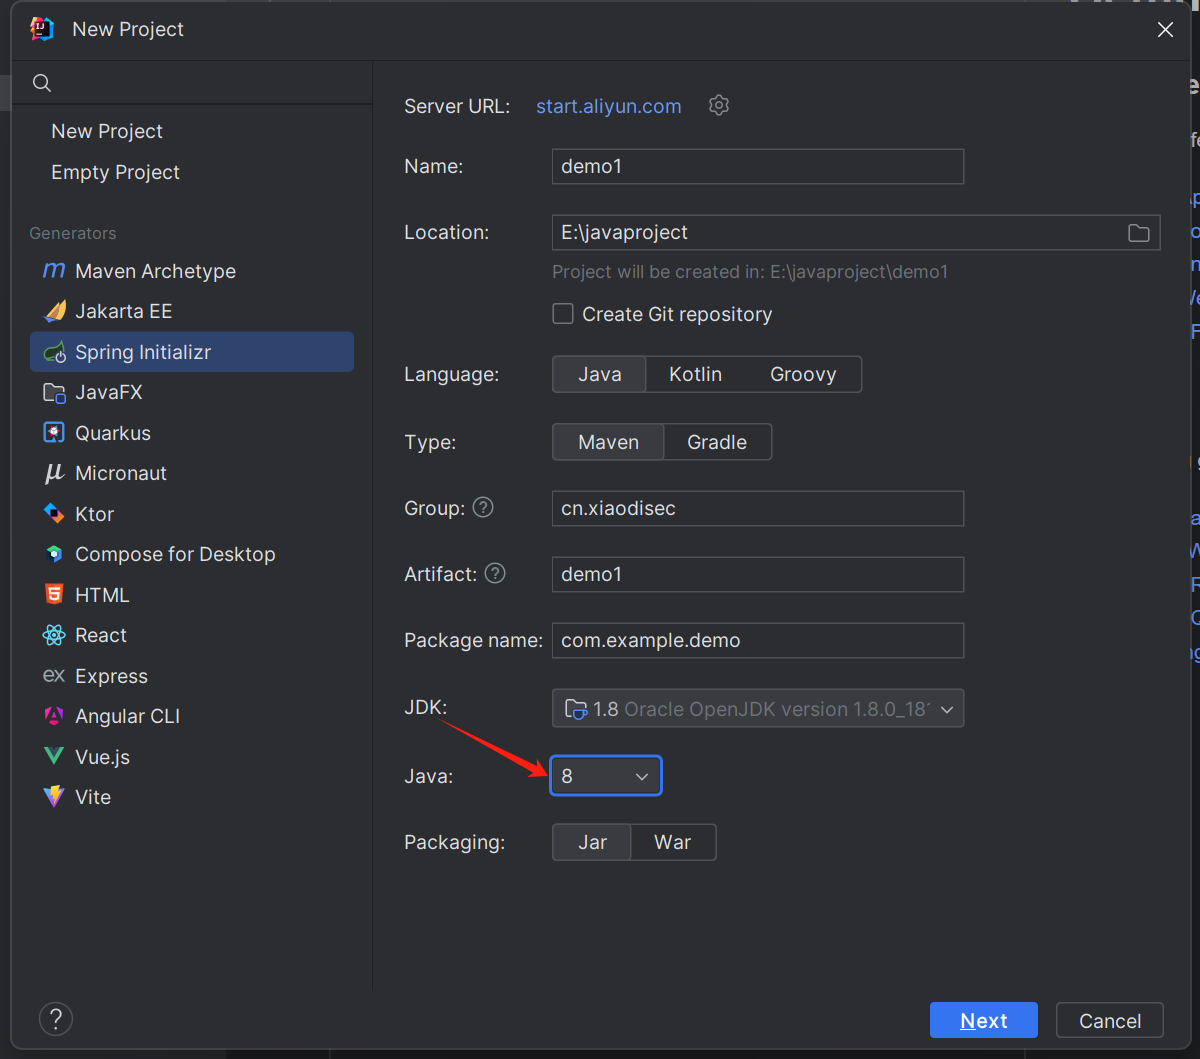 New Project
New Project
Empty Project
Generators
Maven Archetype
Jakarta EE
Spring Initializr
JavaFX
Quarkus
Micronaut
Ktor
Compose for Desktop
HTML
React
ex Express
Angular CLI
Vue.js
Vite
Server URL: start.aliyun.com
Name: demo1
Location: E:\javaproject
Project will be created in: E:\javaproject\demo1
Create Git repository
Language: Java Kotlin Groovy
Type: Maven Gradle
Group: ? cn.xiaodisec
Artifact: ? demo1
Package name: com.example.demo
JDK: 1.8 Oracle OpenJDK version 1.8.0_18
Java: 8
Packaging: Jar War
? Next Cancel